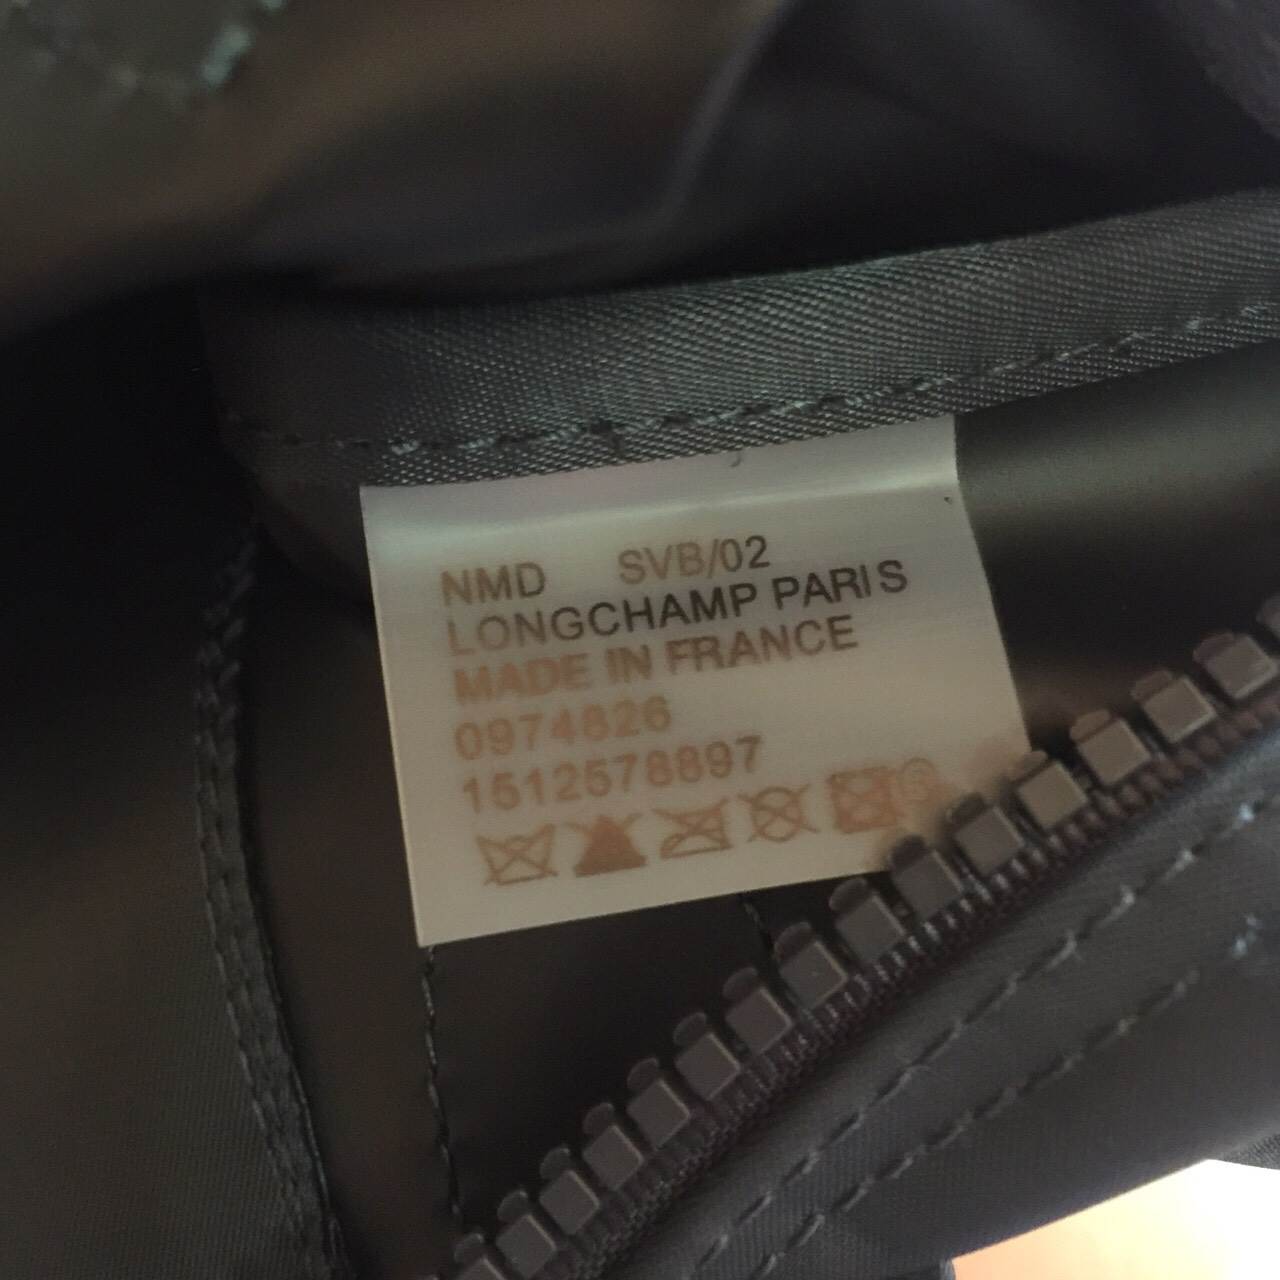 NMD SVB/02
LONGCHAMP PARIS
MADE IN FRANCE
0974826
1512578897